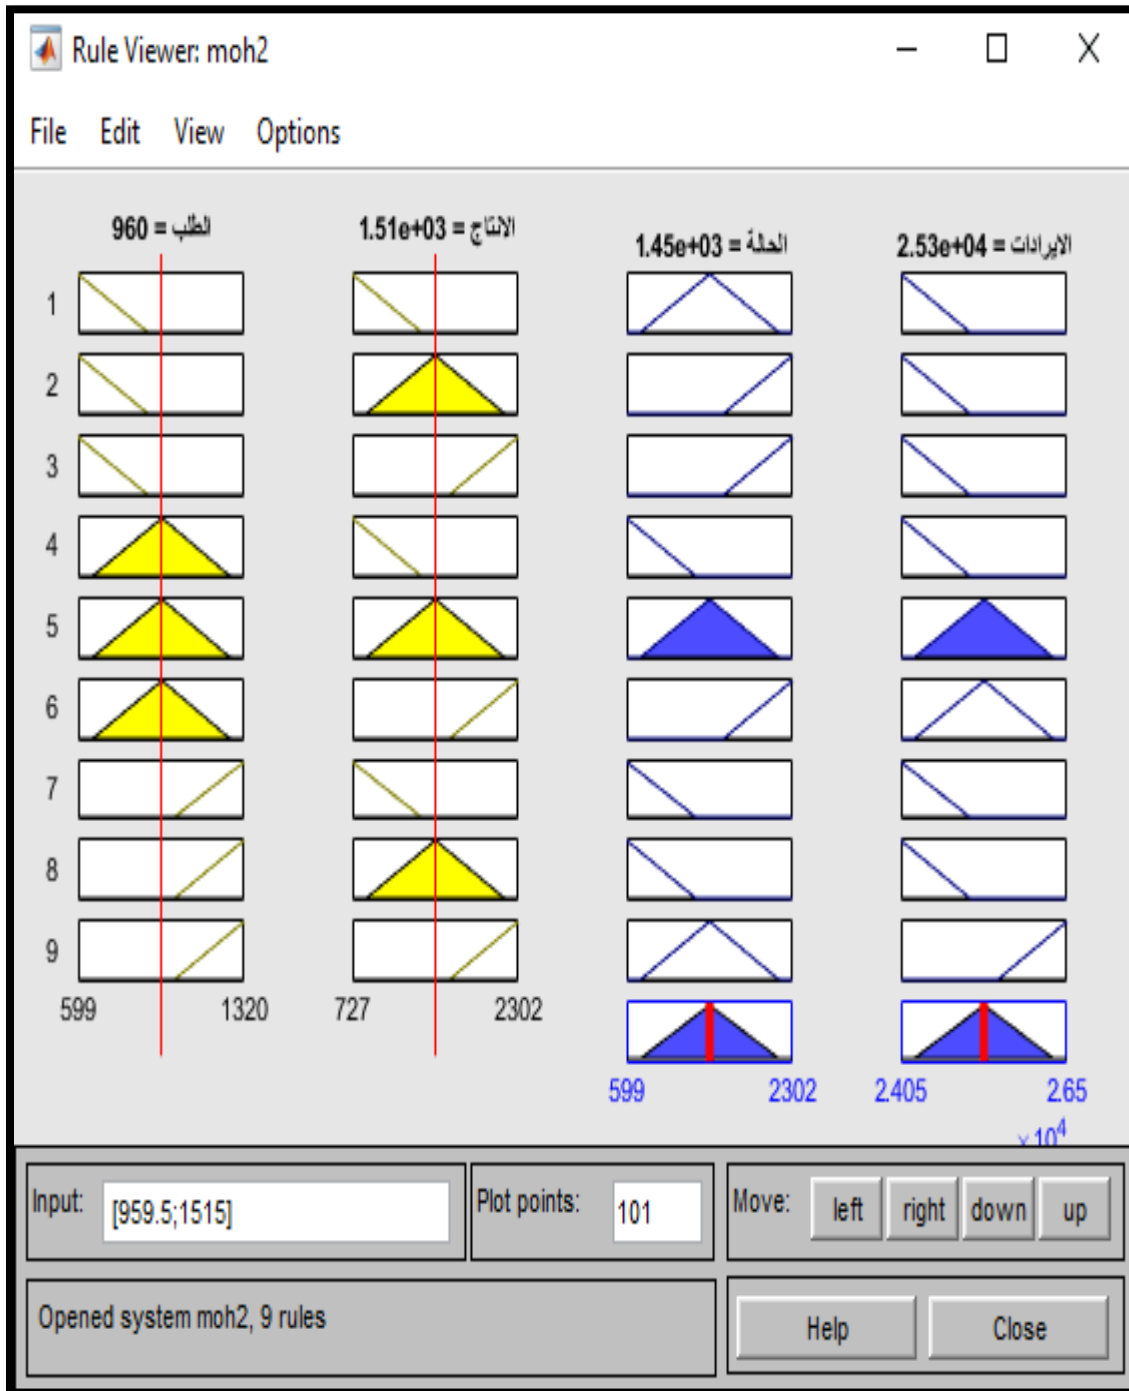 Rule Viewer: moh2
File Edit View Options
الطلب = 960
الانتاج = 1.51e+03
الحالة = 1.45e+03
الايرادات = 2.53e+04
1
2
3
4
5
6
7
8
9
599 1320
727 2302
599 2302
2.405 2.65
× 10^4
Input: [959.5;1515]
Plot points: 101
Move: left right down up
Opened system moh2, 9 rules
Help Close